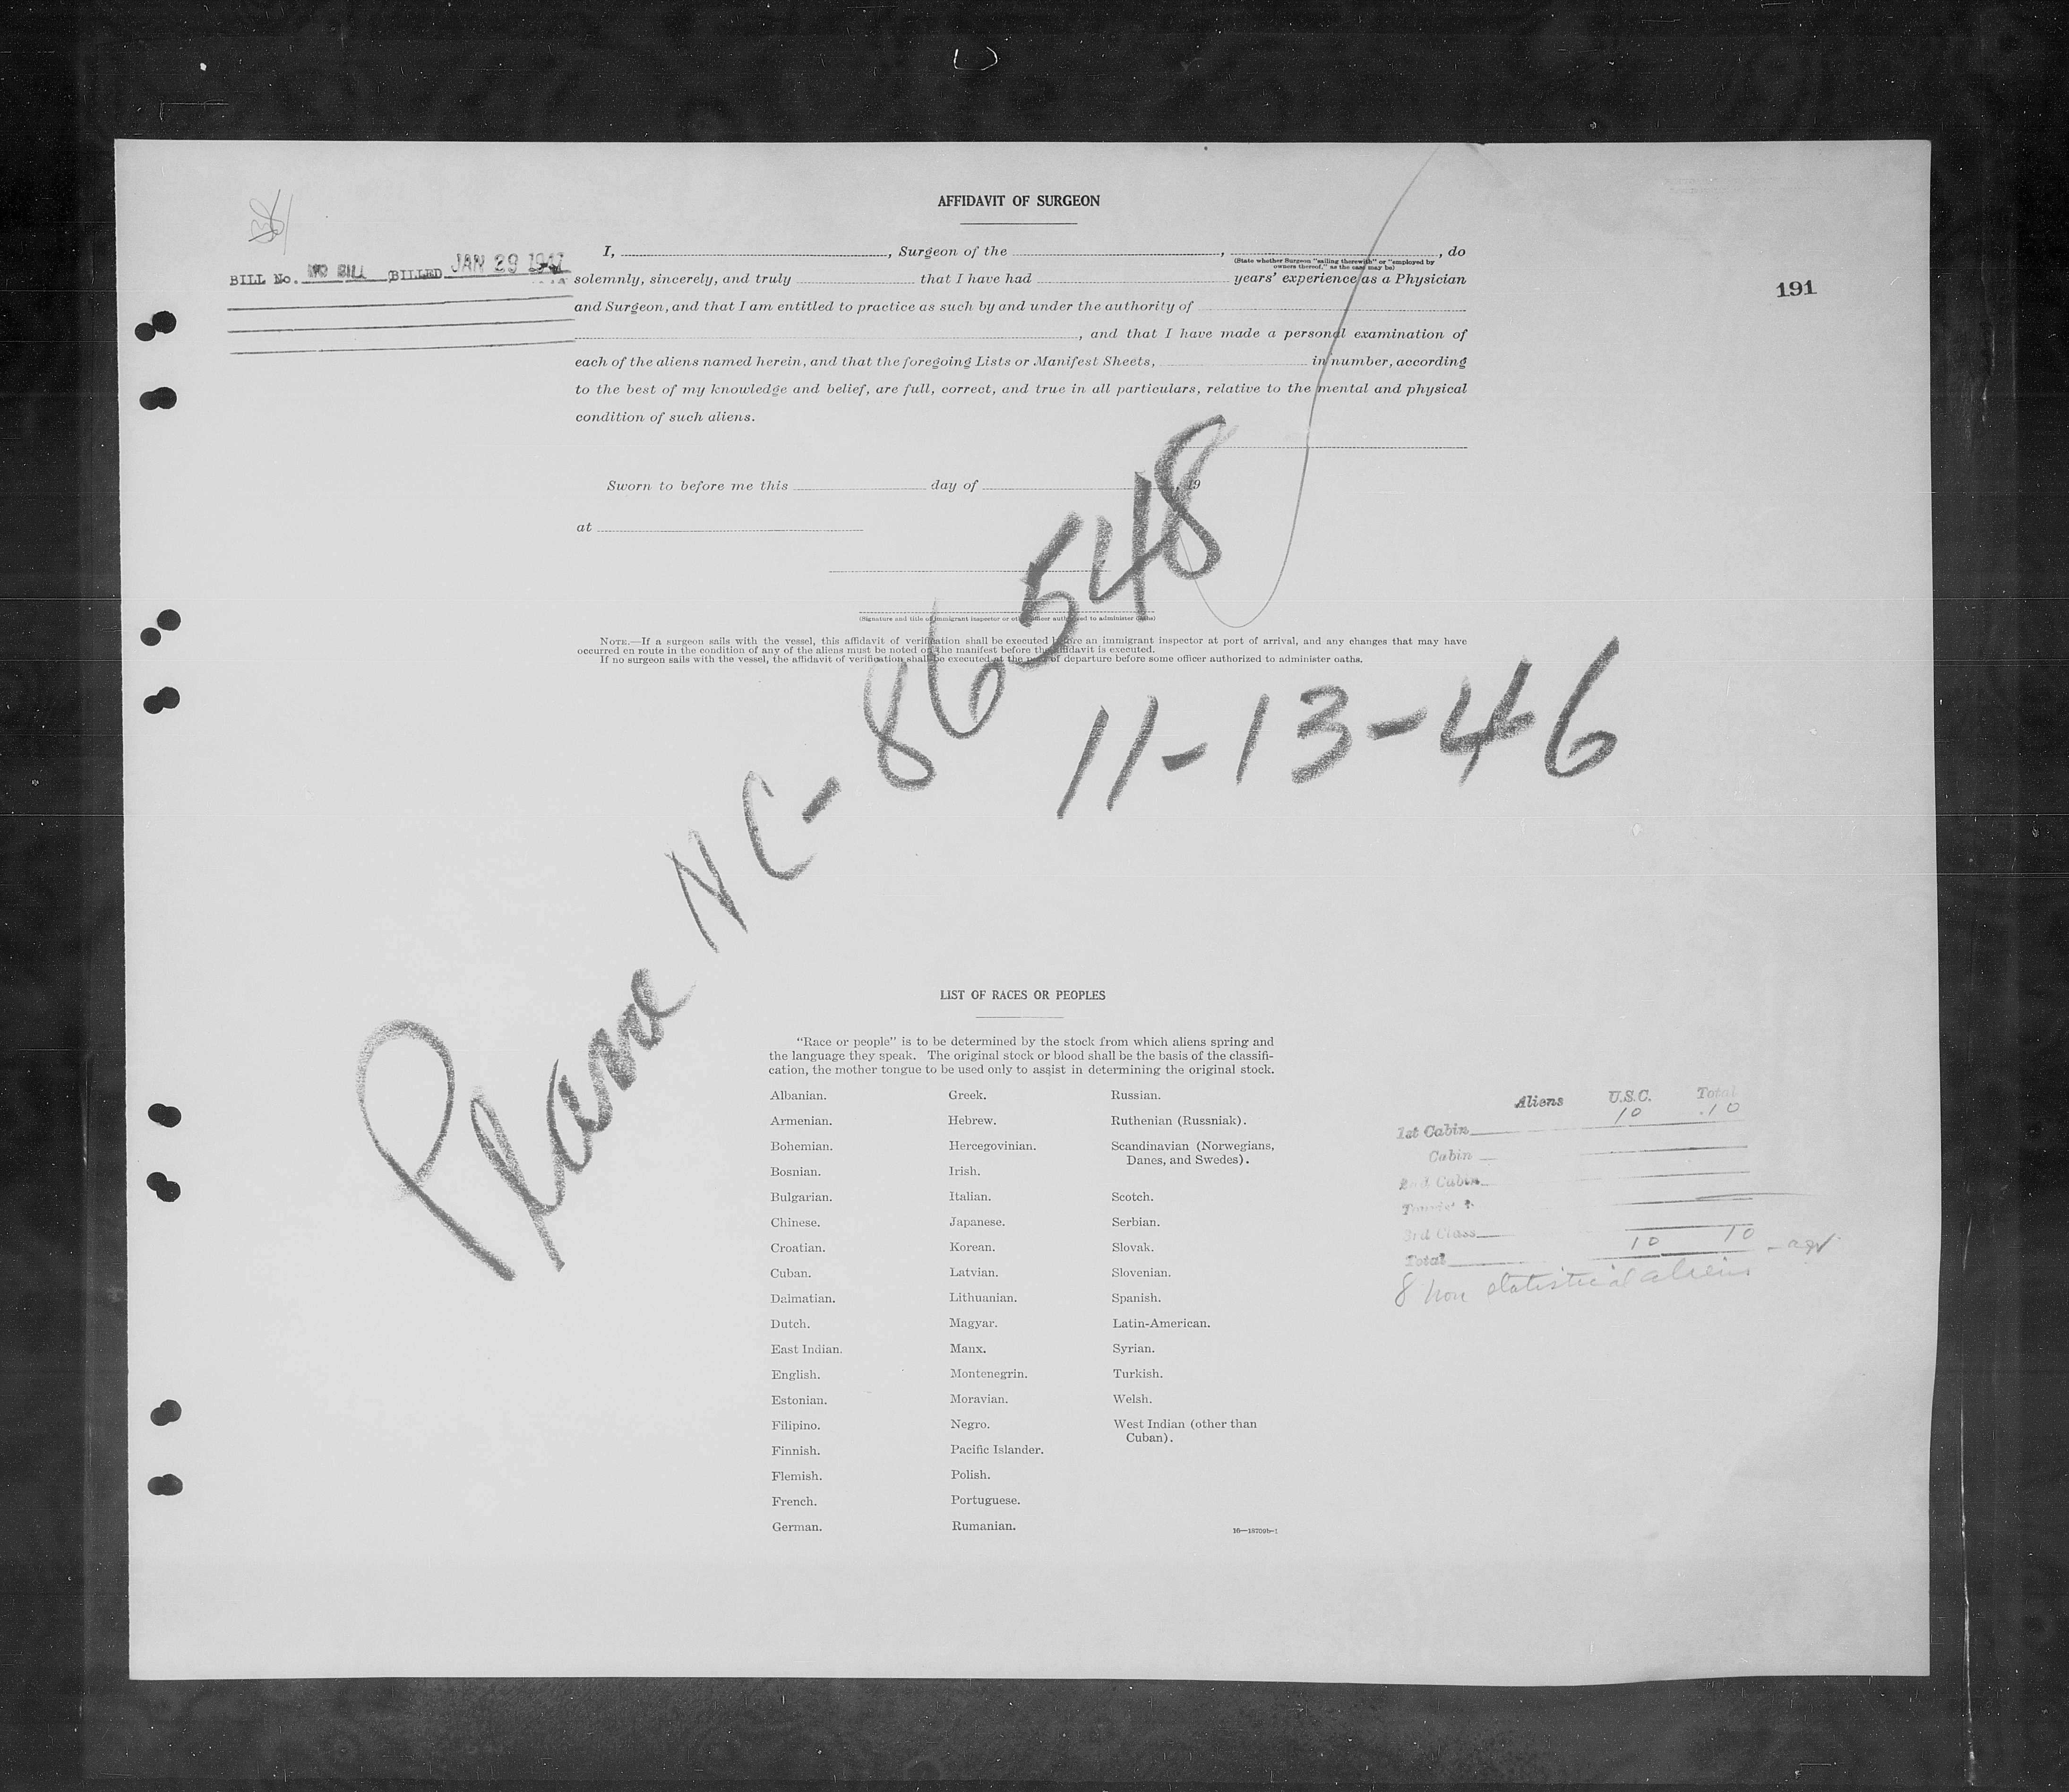 AFFIDAVIT OF SURGEON
BILL No. NO BILL BILLED JAN 29 1947
191
I, , Surgeon of the , , do
(State whether Surgeon "sailing therewith" or "employed by
owners thereof," as the case may be)
solemnly, sincerely, and truly that I have had years' experience as a Physician
and Surgeon, and that I am entitled to practice as such by and under the authority of
, and that I have made a personal examination of
each of the aliens named herein, and that the foregoing Lists or Manifest Sheets, in number, according
to the best of my knowledge and belief, are full, correct, and true in all particulars, relative to the mental and physical
condition of such aliens.
Sworn to before me this day of , 19
at
(Signature and title of immigrant inspector or other officer authorized to administer oaths)
NOTE.—If a surgeon sails with the vessel, this affidavit of verification shall be executed before an immigrant inspector at port of arrival, and any changes that may have
occurred en route in the condition of any of the aliens must be noted on the manifest before the affidavit is executed.
If no surgeon sails with the vessel, the affidavit of verification shall be executed at the port of departure before some officer authorized to administer oaths.
Plane NC-86548
11-13-46
LIST OF RACES OR PEOPLES
"Race or people" is to be determined by the stock from which aliens spring and
the language they speak. The original stock or blood shall be the basis of the classifi-
cation, the mother tongue to be used only to assist in determining the original stock.
Albanian. Greek. Russian.
Armenian. Hebrew. Ruthenian (Russniak).
Bohemian. Hercegovinian. Scandinavian (Norwegians,
Danes, and Swedes).
Bosnian. Irish.
Bulgarian. Italian. Scotch.
Chinese. Japanese. Serbian.
Croatian. Korean. Slovak.
Cuban. Latvian. Slovenian.
Dalmatian. Lithuanian. Spanish.
Dutch. Magyar. Latin-American.
East Indian. Manx. Syrian.
English. Montenegrin. Turkish.
Estonian. Moravian. Welsh.
Filipino. Negro. West Indian (other than
Cuban).
Finnish. Pacific Islander.
Flemish. Polish.
French. Portuguese.
German. Rumanian.
16—18709b-1
Aliens U.S.C. Total
1st Cabin 10 10
Cabin
2nd Cabin
3rd Class
Total 10 10
8 non statistical aliens